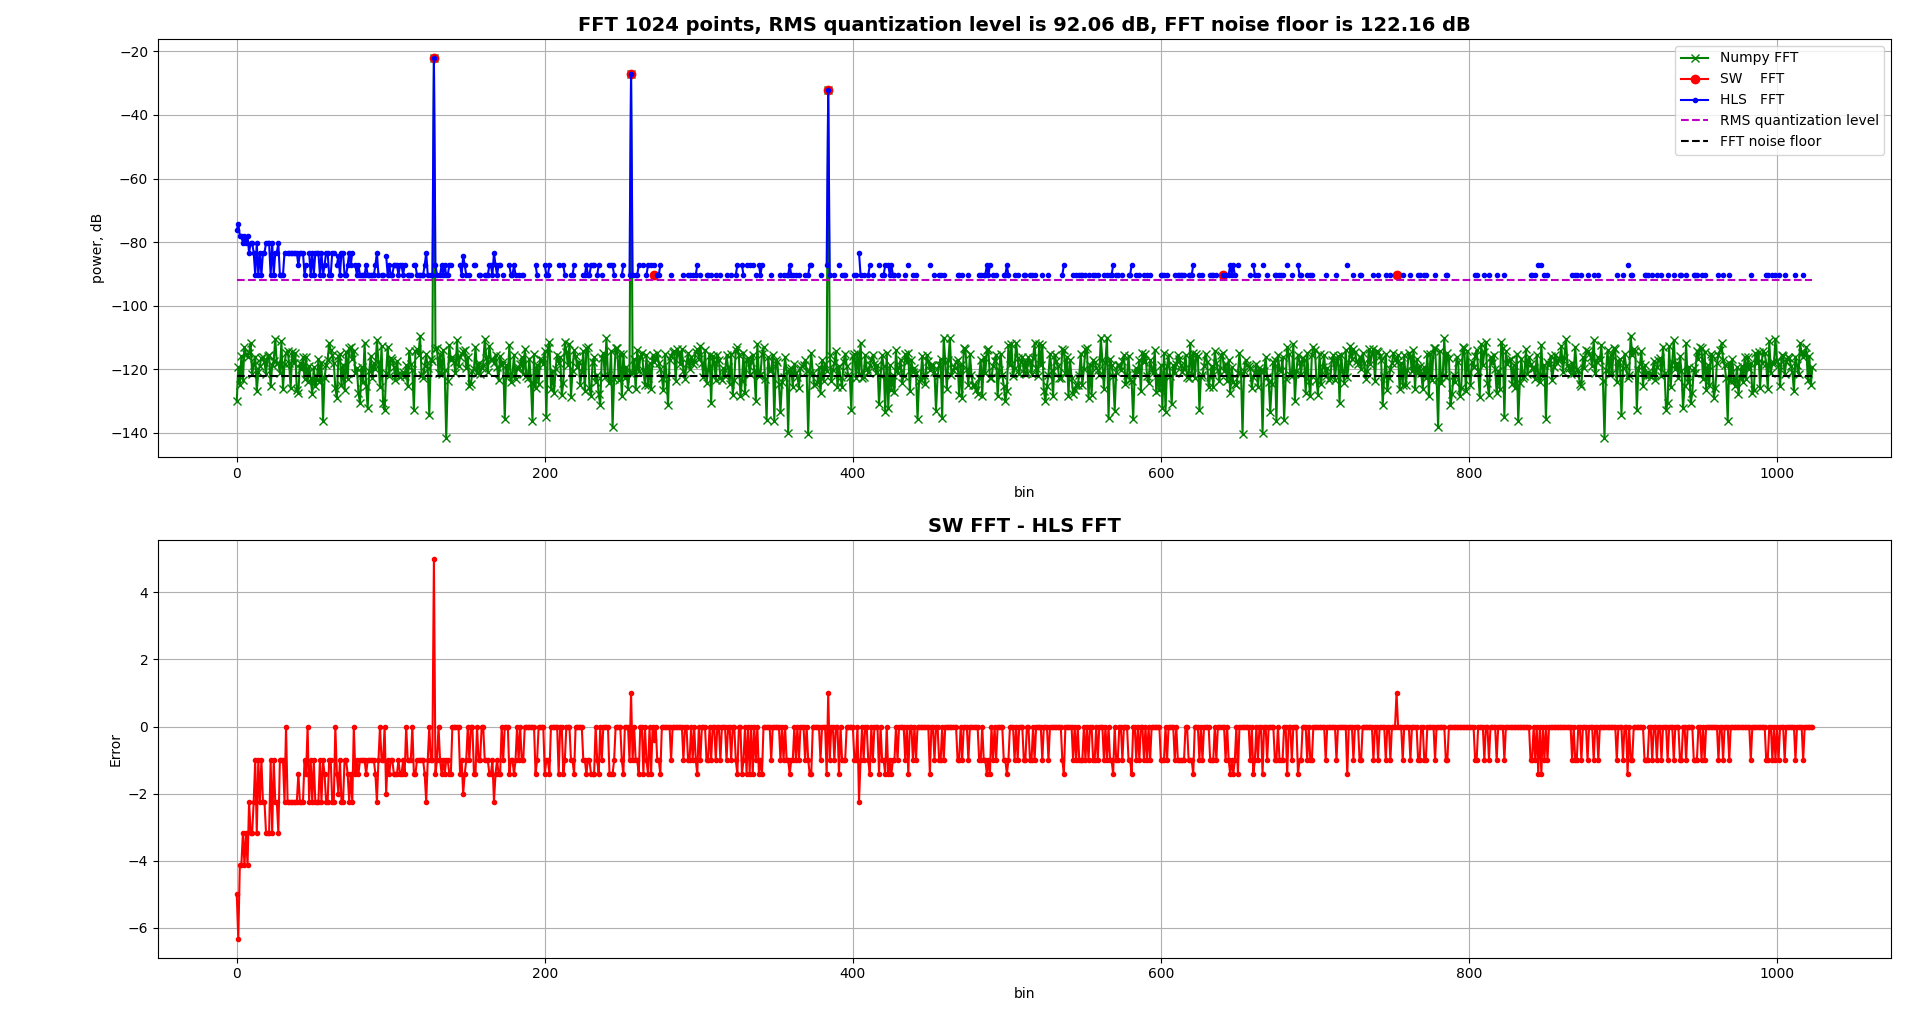 FFT 1024 points, RMS quantization level is 92.06 dB, FFT noise floor is 122.16 dB
−20
−40
−60
−80
−100
−120
−140
power, dB
Numpy FFT
SW FFT
HLS FFT
RMS quantization level
FFT noise floor
0 200 400 600 800 1000
bin
SW FFT - HLS FFT
4
2
0
−2
−4
−6
Error
0 200 400 600 800 1000
bin